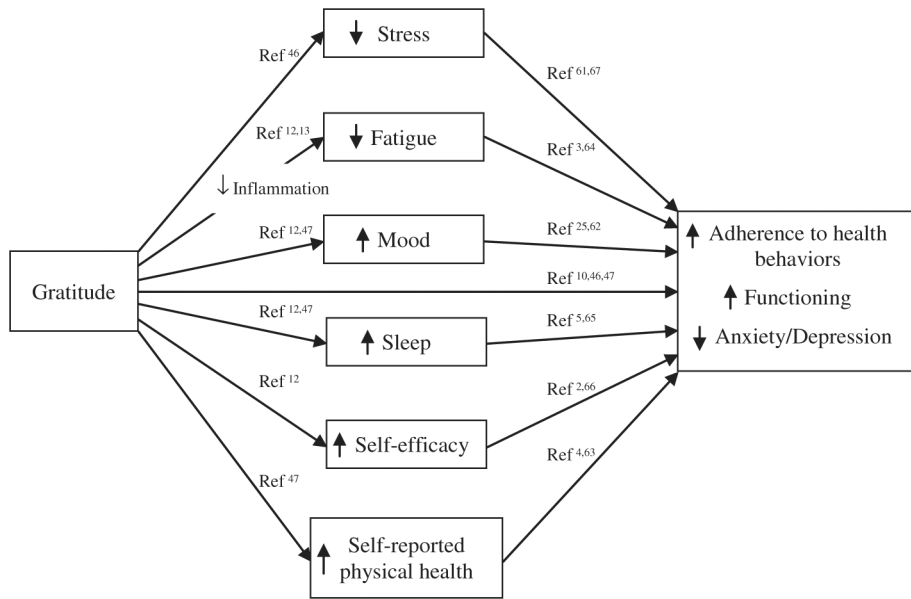 Ref 46
↓ Stress
Ref 61,67
Ref 12,13
↓ Fatigue
Ref 3,64
↓ Inflammation
Ref 12,47
↑ Mood
Ref 25,62
↑ Adherence to health
behaviors
Gratitude
Ref 10,46,47
↑ Functioning
Ref 12,47
↑ Sleep
Ref 5,65
↓ Anxiety/Depression
Ref 12
↑ Self-efficacy
Ref 2,66
Ref 47
Ref 4,63
↑ Self-reported
physical health